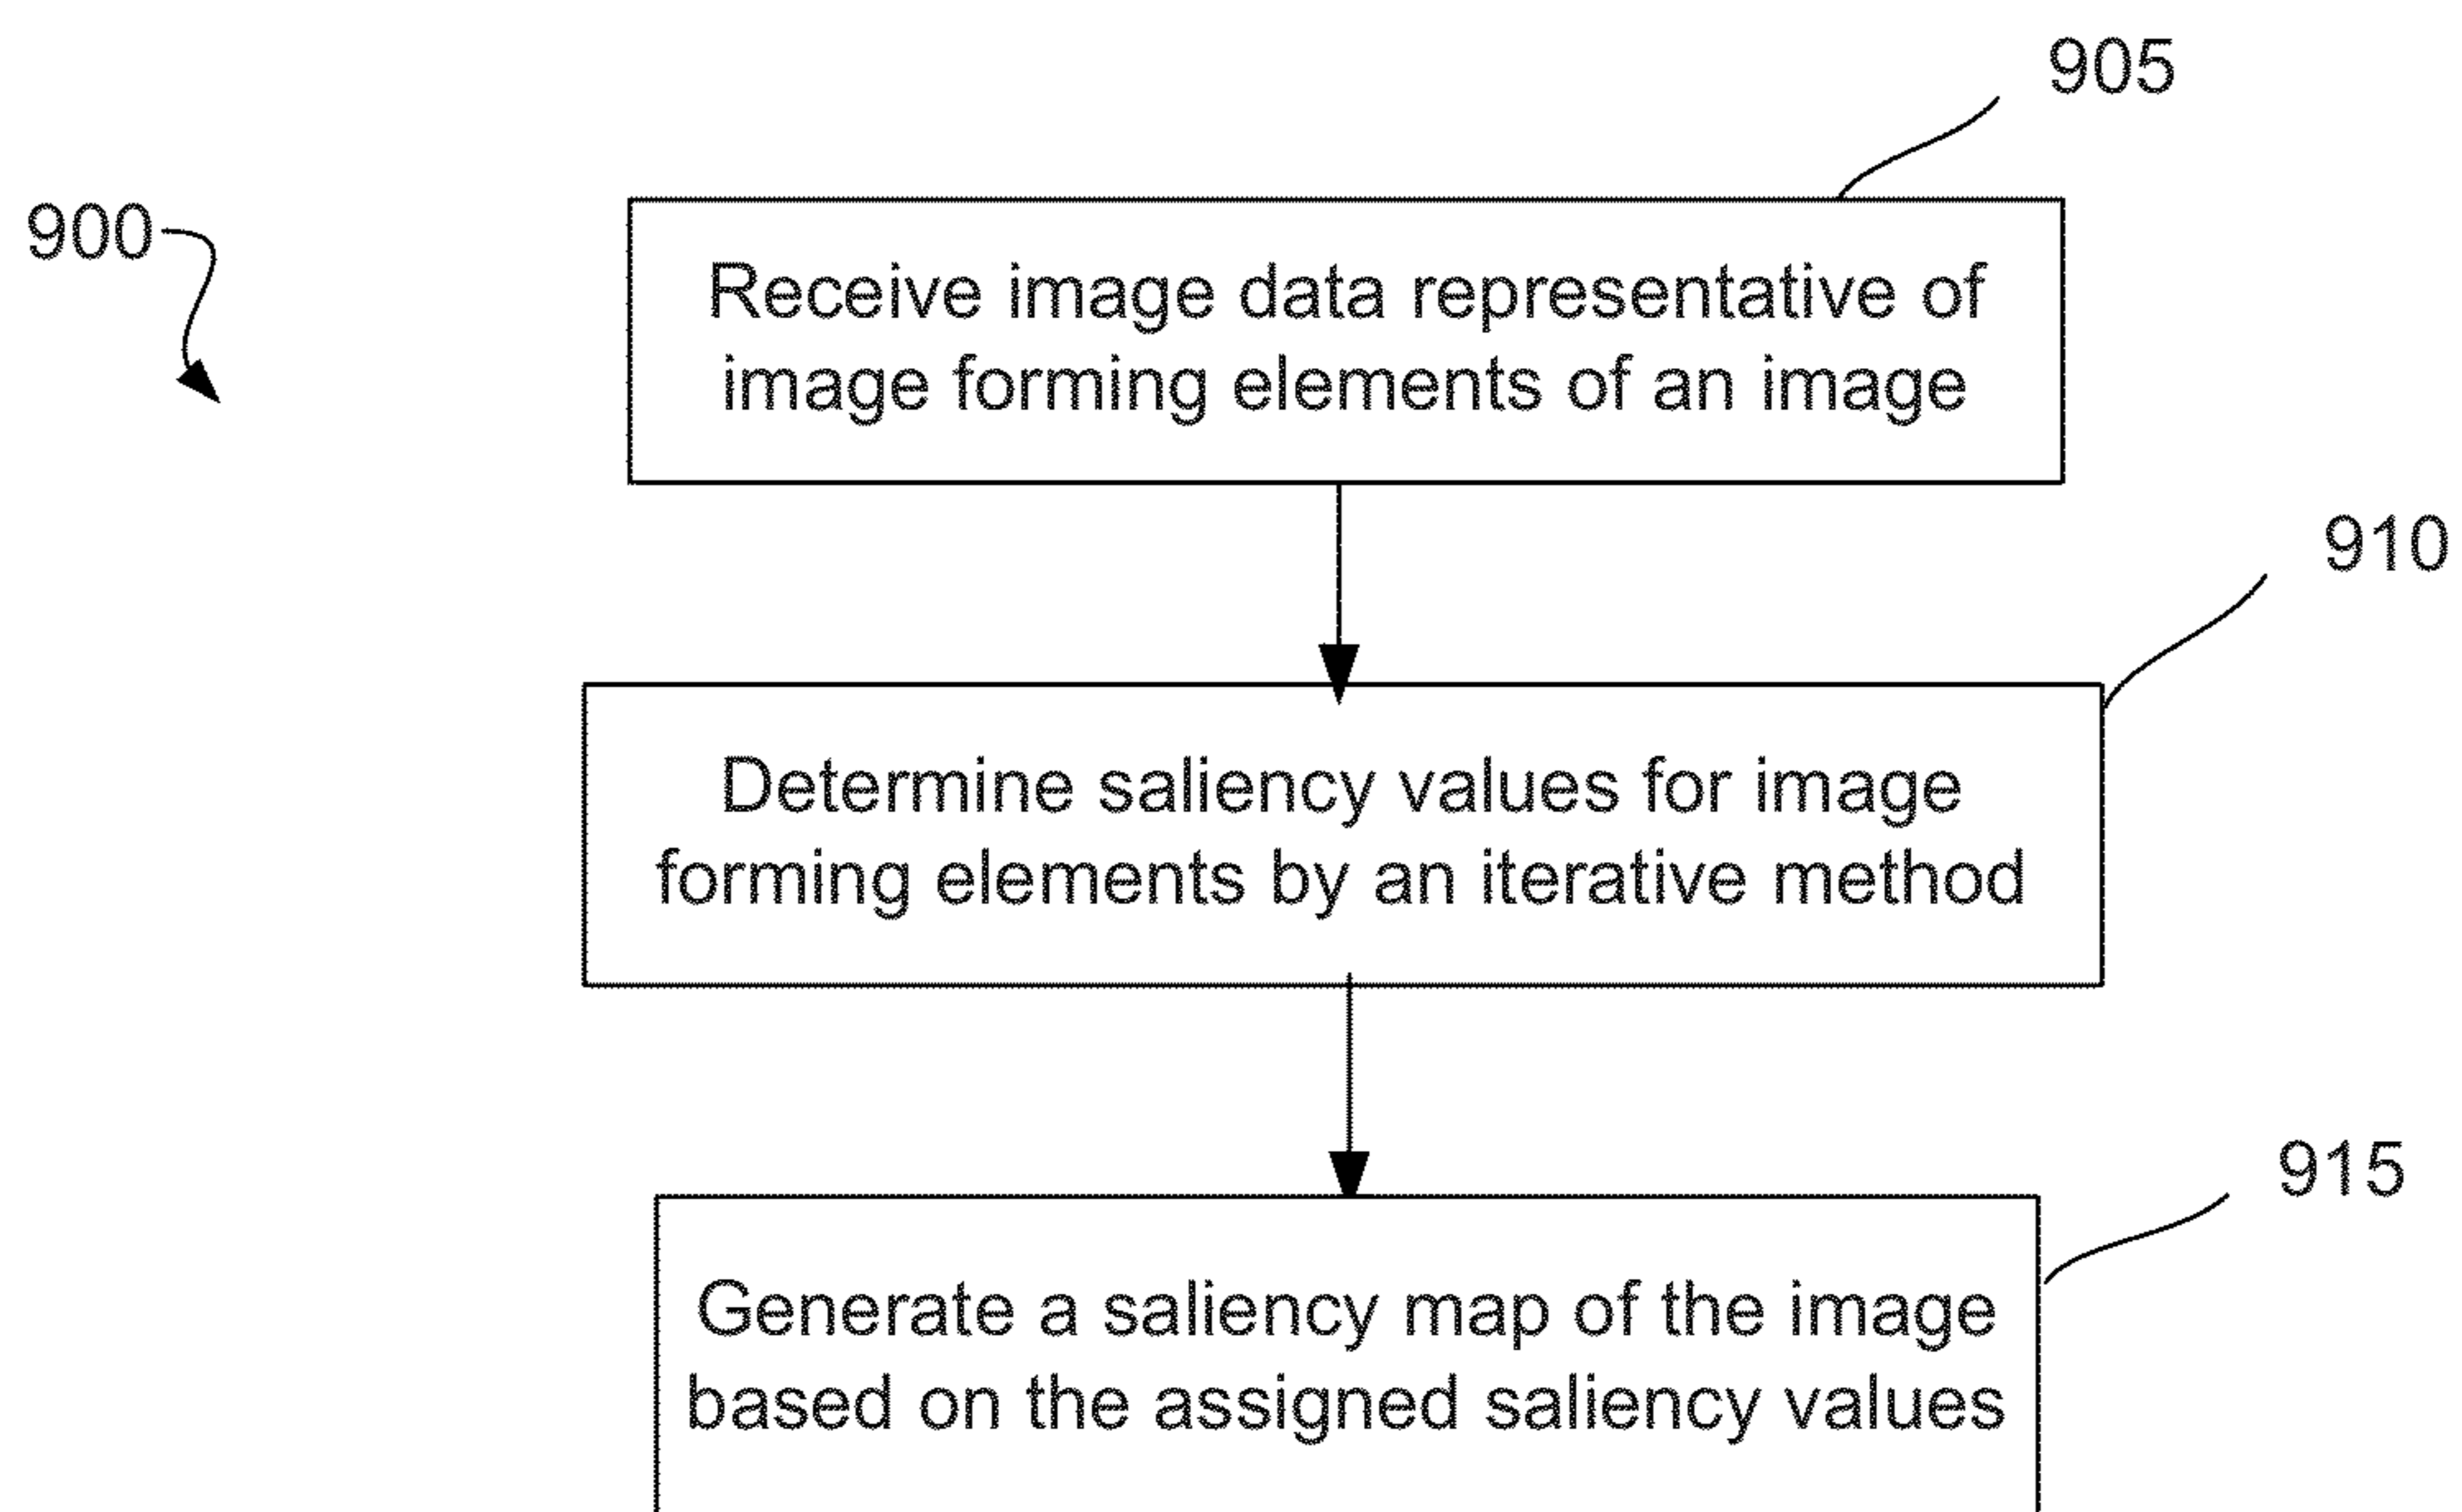 905
900
Receive image data representative of
image forming elements of an image
910
Determine saliency values for image
forming elements by an iterative method
915
Generate a saliency map of the image
based on the assigned saliency values